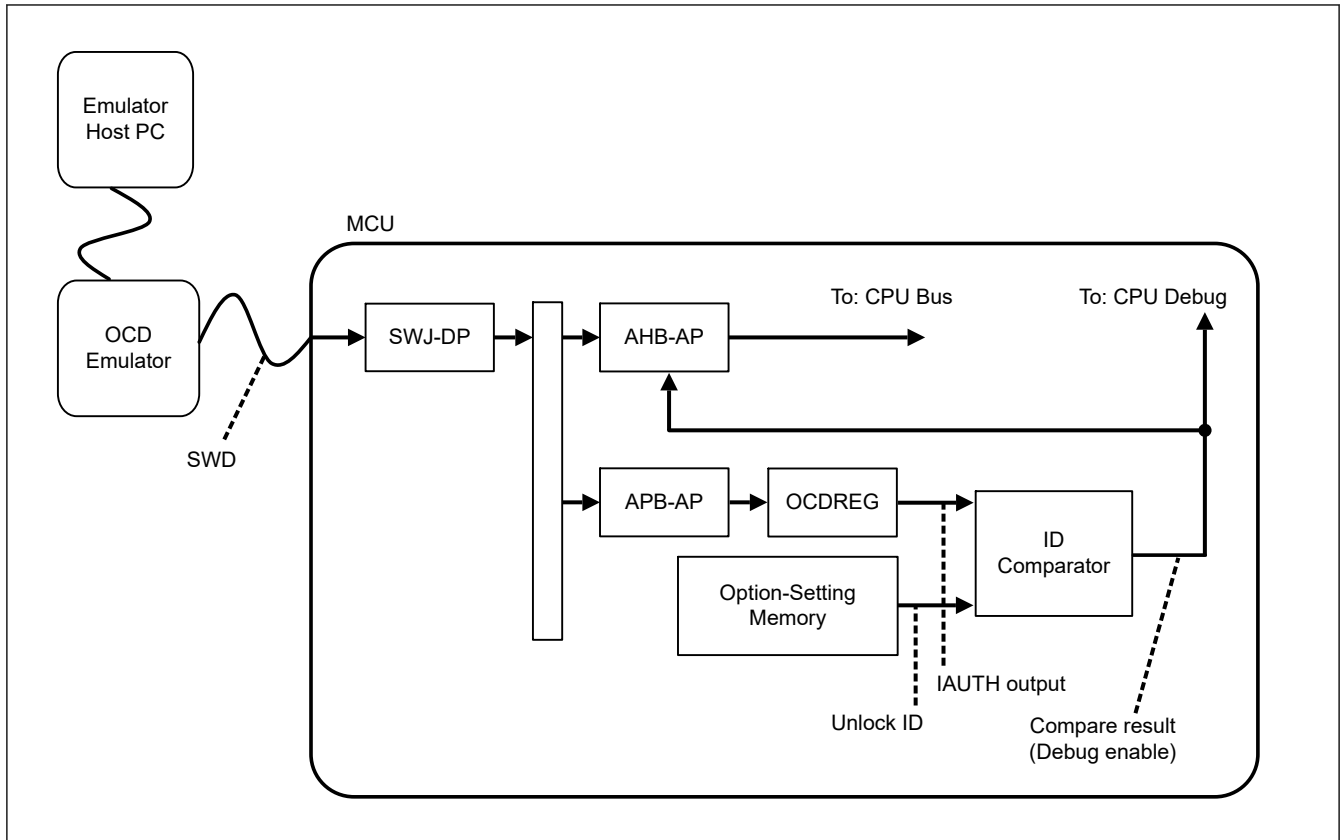 Emulator
Host PC
MCU
OCD
Emulator
SWD
SWJ-DP
AHB-AP
To: CPU Bus
To: CPU Debug
APB-AP
OCDREG
ID
Comparator
Option-Setting
Memory
IAUTH output
Unlock ID
Compare result
(Debug enable)